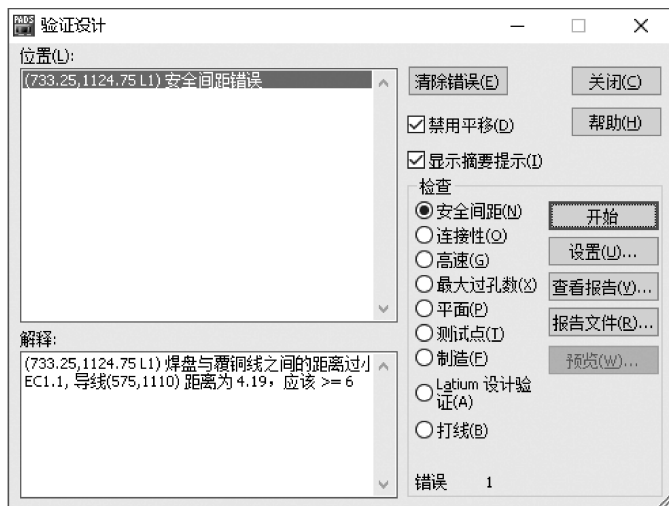 PADS 验证设计
位置(L):
(733.25,1124.75 L1) 安全间距错误
清除错误(E)
关闭(C)
禁用平移(D)
帮助(H)
显示摘要提示(I)
检查
安全间距(N)
开始
连接性(O)
设置(U)...
高速(G)
最大过孔数(X)
查看报告(V)...
平面(P)
测试点(T)
报告文件(R)...
制造(F)
预览(W)...
Latium 设计验
证(A)
打线(B)
错误 1
解释:
(733.25,1124.75 L1) 焊盘与覆铜线之间的距离过小
EC1.1, 导线(575,1110) 距离为 4.19，应该 >= 6